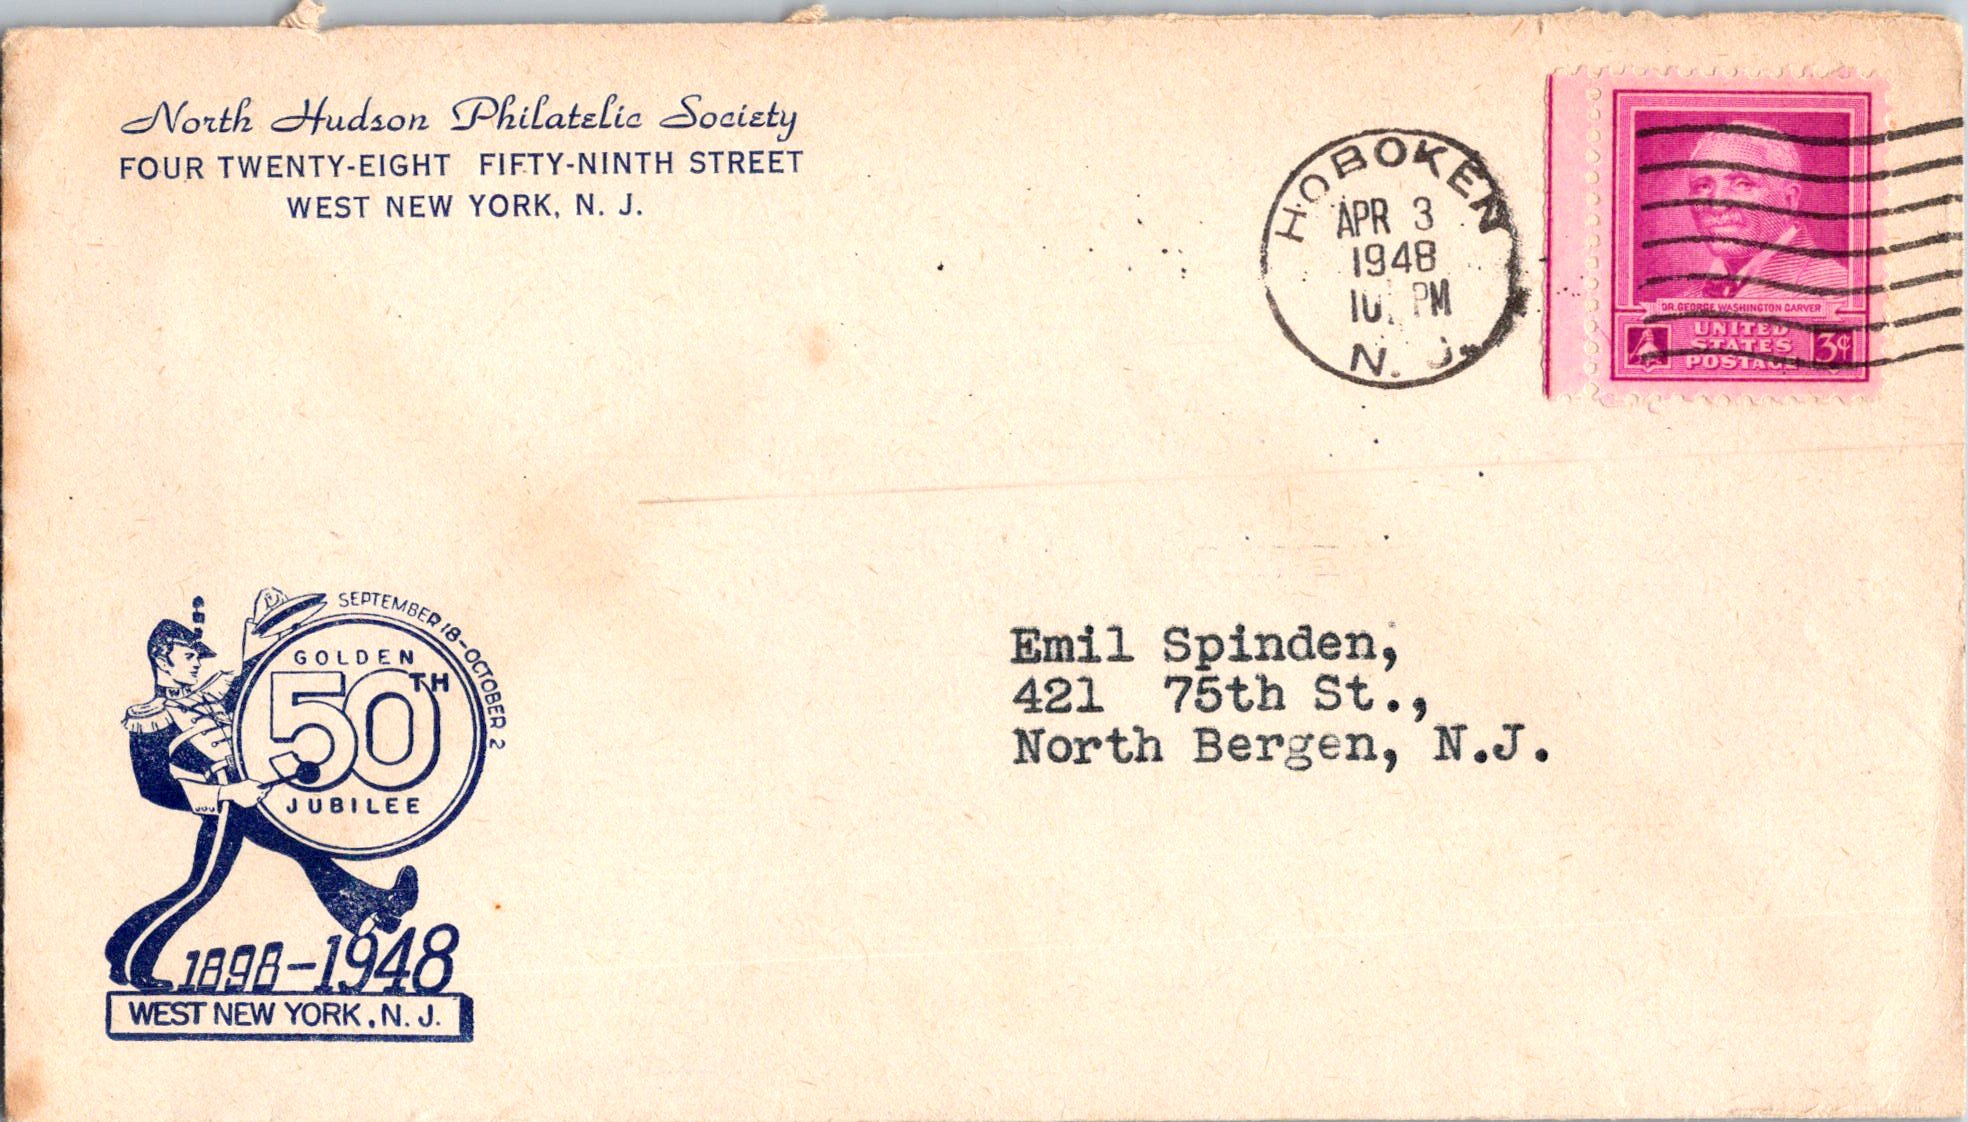 North Hudson Philatelic Society
FOUR TWENTY-EIGHT FIFTY-NINTH STREET
WEST NEW YORK, N. J.
HOBOKEN
APR 3
1948
PM
N. J.
DR. GEORGE WASHINGTON CARVER
UNITED
STATES
POSTAGE
3¢
SEPTEMBER 18-OCTOBER 2
GOLDEN
50TH
JUBILEE
1898-1948
WEST NEW YORK, N. J.
Emil Spinden,
421 75th St.,
North Bergen, N.J.